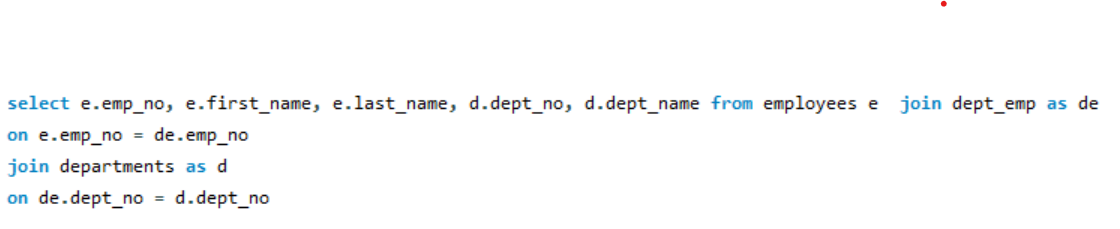 select e.emp_no, e.first_name, e.last_name, d.dept_no, d.dept_name from employees e  join dept_emp as de
on e.emp_no = de.emp_no
join departments as d
on de.dept_no = d.dept_no